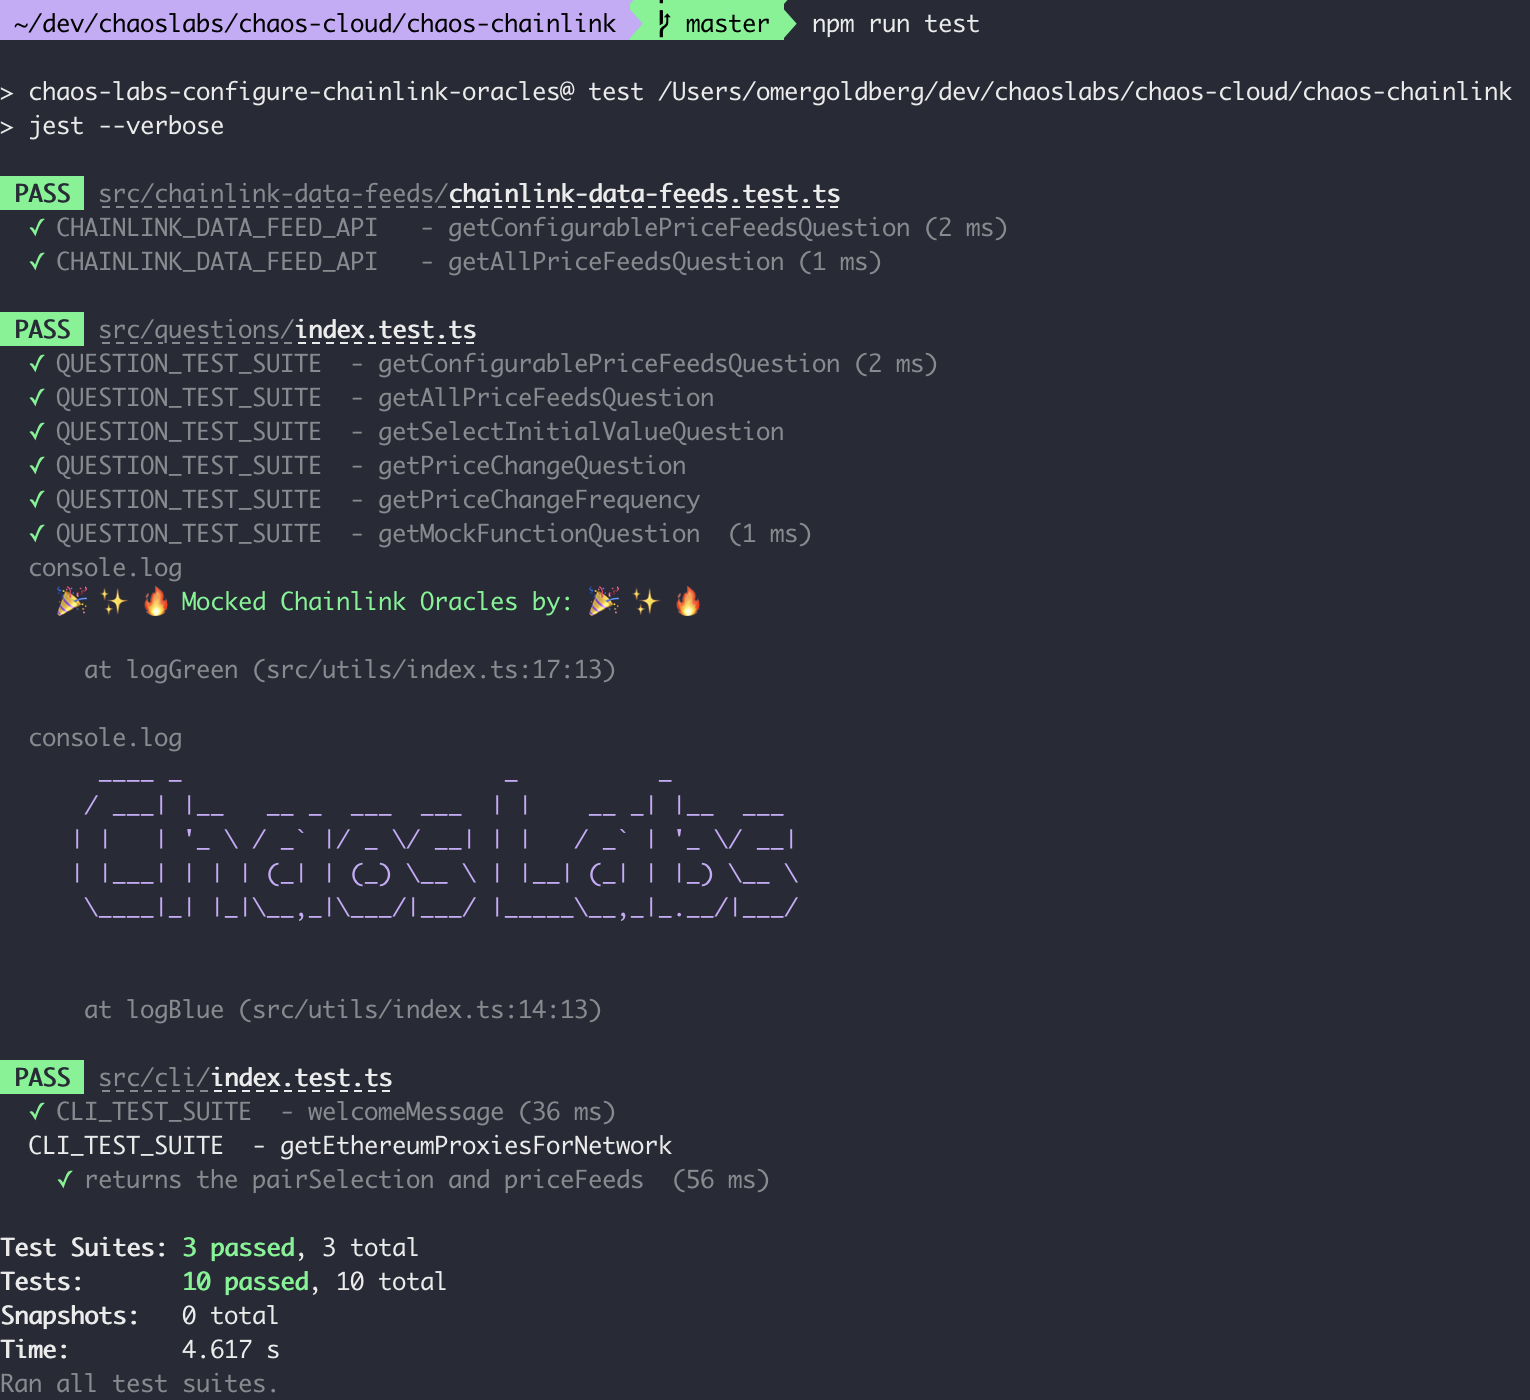 ~/dev/chaoslabs/chaos-cloud/chaos-chainlink master npm run test
> chaos-labs-configure-chainlink-oracles@ test /Users/omergoldberg/dev/chaoslabs/chaos-cloud/chaos-chainlink
> jest --verbose
PASS src/chainlink-data-feeds/chainlink-data-feeds.test.ts
✓ CHAINLINK_DATA_FEED_API   - getConfigurablePriceFeedsQuestion (2 ms)
✓ CHAINLINK_DATA_FEED_API   - getAllPriceFeedsQuestion (1 ms)
PASS src/questions/index.test.ts
✓ QUESTION_TEST_SUITE  - getConfigurablePriceFeedsQuestion (2 ms)
✓ QUESTION_TEST_SUITE  - getAllPriceFeedsQuestion
✓ QUESTION_TEST_SUITE  - getSelectInitialValueQuestion
✓ QUESTION_TEST_SUITE  - getPriceChangeQuestion
✓ QUESTION_TEST_SUITE  - getPriceChangeFrequency
✓ QUESTION_TEST_SUITE  - getMockFunctionQuestion  (1 ms)
console.log
🎉 ✨ 🔥 Mocked Chainlink Oracles by: 🎉 ✨ 🔥
at logGreen (src/utils/index.ts:17:13)
console.log
Chaos Labs
at logBlue (src/utils/index.ts:14:13)
PASS src/cli/index.test.ts
✓ CLI_TEST_SUITE  - welcomeMessage (36 ms)
CLI_TEST_SUITE  - getEthereumProxiesForNetwork
✓ returns the pairSelection and priceFeeds  (56 ms)
Test Suites: 3 passed, 3 total
Tests:       10 passed, 10 total
Snapshots:   0 total
Time:        4.617 s
Ran all test suites.